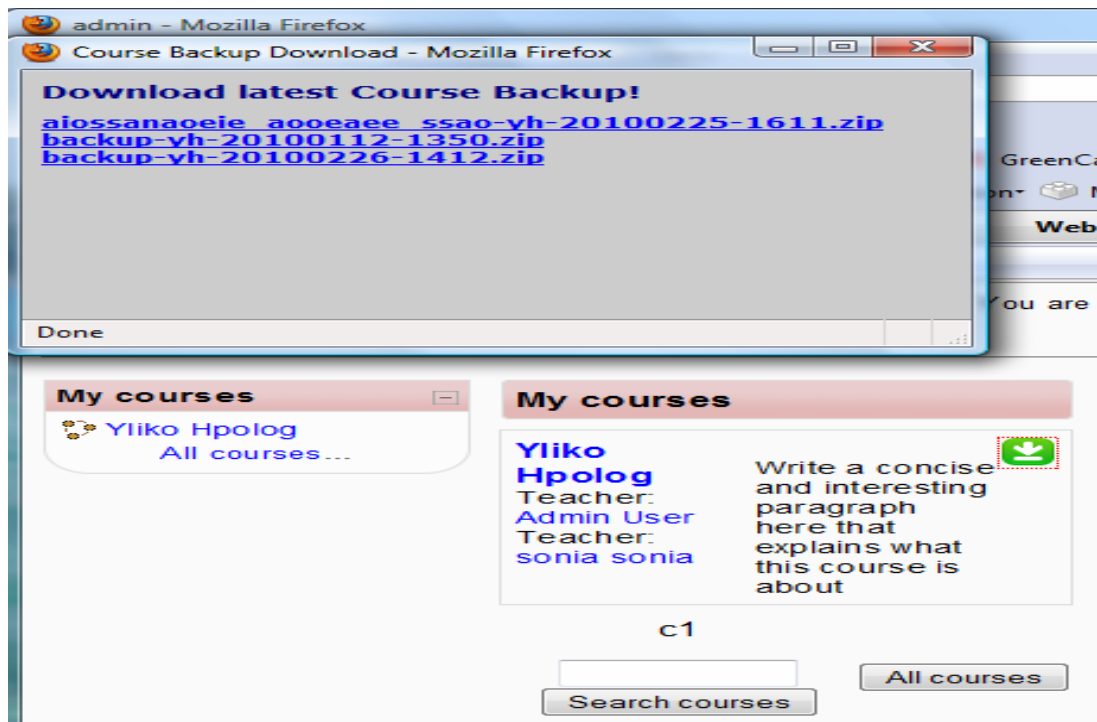 admin - Mozilla Firefox
Course Backup Download - Mozilla Firefox
Download latest Course Backup!
aiossanaoeie_aooeaee_ssao-yh-20100225-1611.zip
backup-yh-20100112-1350.zip
backup-yh-20100226-1412.zip
Done
GreenCa
Web
You are
My courses
Yliko Hpolog
All courses...
My courses
Yliko
Hpolog
Teacher:
Admin User
Teacher:
sonia sonia
Write a concise
and interesting
paragraph
here that
explains what
this course is
about
c1
All courses
Search courses